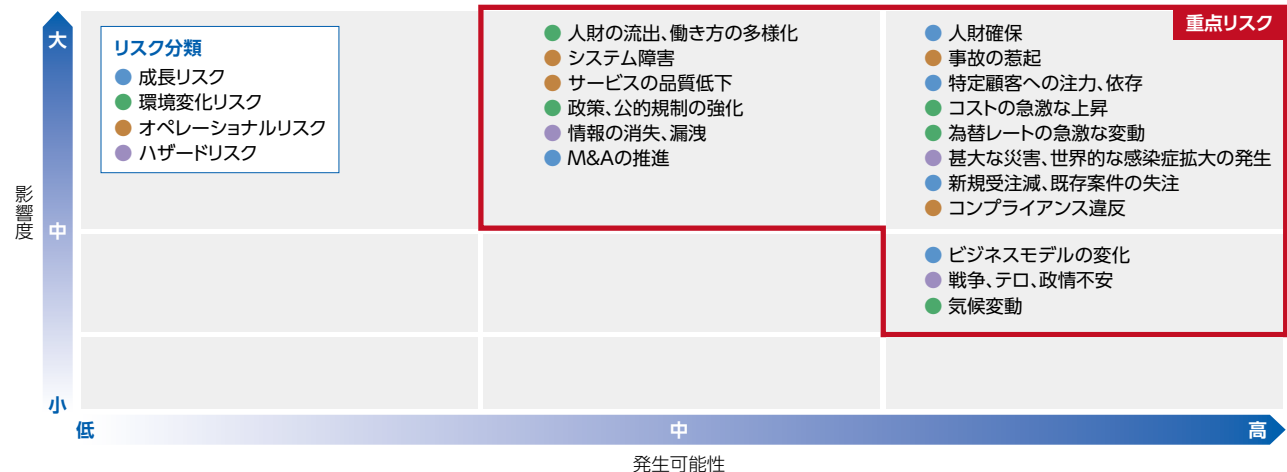 大
中
小
影響度
リスク分類
成長リスク
環境変化リスク
オペレーショナルリスク
ハザードリスク
人財の流出、働き方の多様化
システム障害
サービスの品質低下
政策、公的規制の強化
情報の消失、漏洩
M&Aの推進
重点リスク
人財確保
事故の惹起
特定顧客への注力、依存
コストの急激な上昇
為替レートの急激な変動
甚大な災害、世界的な感染症拡大の発生
新規受注減、既存案件の失注
コンプライアンス違反
ビジネスモデルの変化
戦争、テロ、政情不安
気候変動
低
中
高
発生可能性